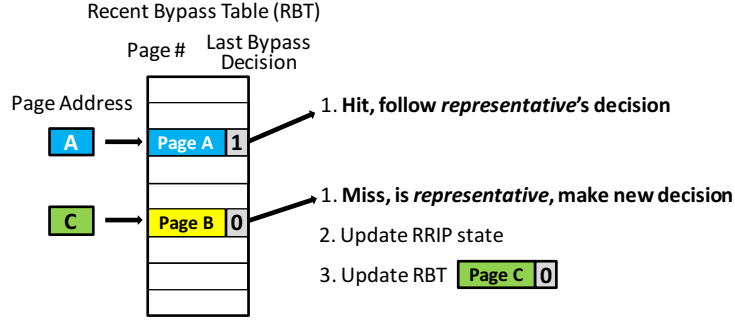 Recent Bypass Table (RBT)
Page #
Last Bypass
Decision
Page Address
1. Hit, follow representative's decision
A
Page A 1
1. Miss, is representative, make new decision
C
Page B 0
2. Update RRIP state
3. Update RBT Page C 0